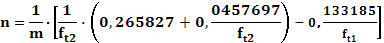 n = 1/m · [1/f_t2 · (0,265827 + 0,0457697/f_t2) − 0,133185/f_t1]